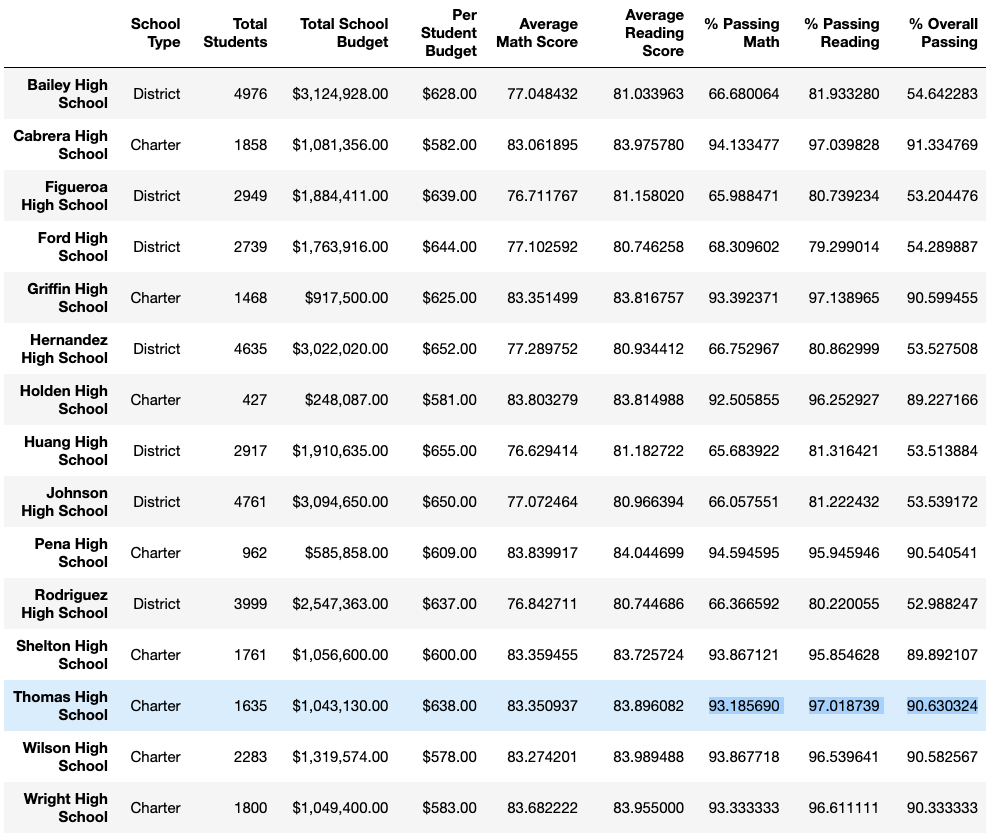 School Type Total Students Total School Budget Per Student Budget Average Math Score Average Reading Score % Passing Math % Passing Reading % Overall Passing
Bailey High School District 4976 $3,124,928.00 $628.00 77.048432 81.033963 66.680064 81.933280 54.642283
Cabrera High School Charter 1858 $1,081,356.00 $582.00 83.061895 83.975780 94.133477 97.039828 91.334769
Figueroa High School District 2949 $1,884,411.00 $639.00 76.711767 81.158020 65.988471 80.739234 53.204476
Ford High School District 2739 $1,763,916.00 $644.00 77.102592 80.746258 68.309602 79.299014 54.289887
Griffin High School Charter 1468 $917,500.00 $625.00 83.351499 83.816757 93.392371 97.138965 90.599455
Hernandez High School District 4635 $3,022,020.00 $652.00 77.289752 80.934412 66.752967 80.862999 53.527508
Holden High School Charter 427 $248,087.00 $581.00 83.803279 83.814988 92.505855 96.252927 89.227166
Huang High School District 2917 $1,910,635.00 $655.00 76.629414 81.182722 65.683922 81.316421 53.513884
Johnson High School District 4761 $3,094,650.00 $650.00 77.072464 80.966394 66.057551 81.222432 53.539172
Pena High School Charter 962 $585,858.00 $609.00 83.839917 84.044699 94.594595 95.945946 90.540541
Rodriguez High School District 3999 $2,547,363.00 $637.00 76.842711 80.744686 66.366592 80.220055 52.988247
Shelton High School Charter 1761 $1,056,600.00 $600.00 83.359455 83.725724 93.867121 95.854628 89.892107
Thomas High School Charter 1635 $1,043,130.00 $638.00 83.350937 83.896082 93.185690 97.018739 90.630324
Wilson High School Charter 2283 $1,319,574.00 $578.00 83.274201 83.989488 93.867718 96.539641 90.582567
Wright High School Charter 1800 $1,049,400.00 $583.00 83.682222 83.955000 93.333333 96.611111 90.333333